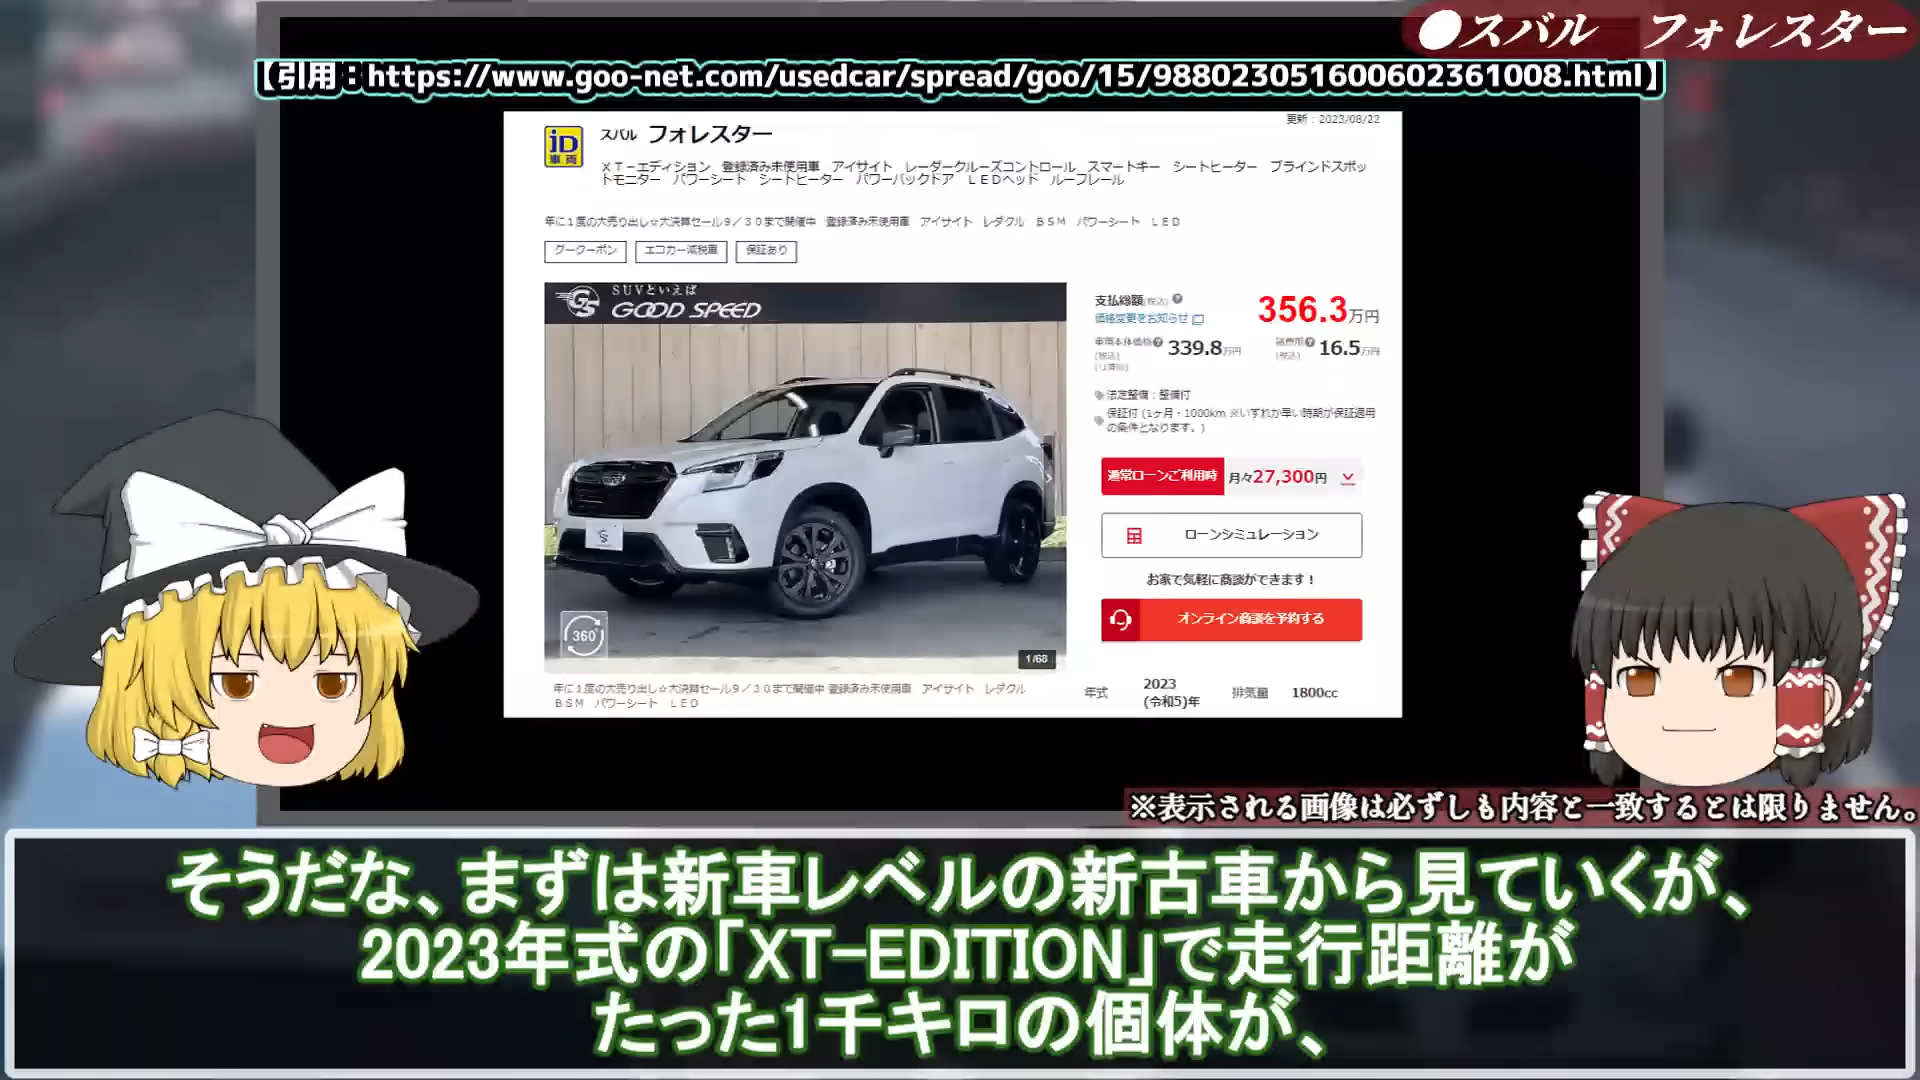 ●スバル フォレスター
【引用：https://www.goo-net.com/usedcar/spread/goo/15/988023051600602361008.html】
更新：2023/08/22
iD
車両
スバル フォレスター
ＸＴ－エディション 登録済み未使用車 アイサイト レーダークルーズコントロール スマートキー シートヒーター ブラインドスポッ
トモニター パワーシート シートヒーター パワーバックドア ＬＥＤヘッド ルーフレール
年に１度の大売り出し☆大決算セール９／３０まで開催中 登録済み未使用車 アイサイト レダクル ＢＳＭ パワーシート ＬＥＤ
グークーポン エコカー減税車 保証あり
GS SUVといえば
GOOD SPEED
支払総額(税込) 356.3万円
価格変更をお知らせ
車両本体価格 339.8万円 諸費用 16.5万円
(税込) (税込)
法定整備：整備付
保証付 (1ヶ月・1000km ※いずれか早い時期が保証適用
の条件となります。)
通常ローンご利用時 月々27,300円
ローンシミュレーション
お家で気軽に商談ができます！
オンライン商談を予約する
360°
1/68
年に１度の大売り出し☆大決算セール９／３０まで開催中 登録済み未使用車 アイサイト レダクル
ＢＳＭ パワーシート ＬＥＤ
年式 2023 排気量 1800cc
(令和5)年
※表示される画像は必ずしも内容と一致するとは限りません。
そうだな、まずは新車レベルの新古車から見ていくが、
2023年式の「XT-EDITION」で走行距離が
たった1千キロの個体が、